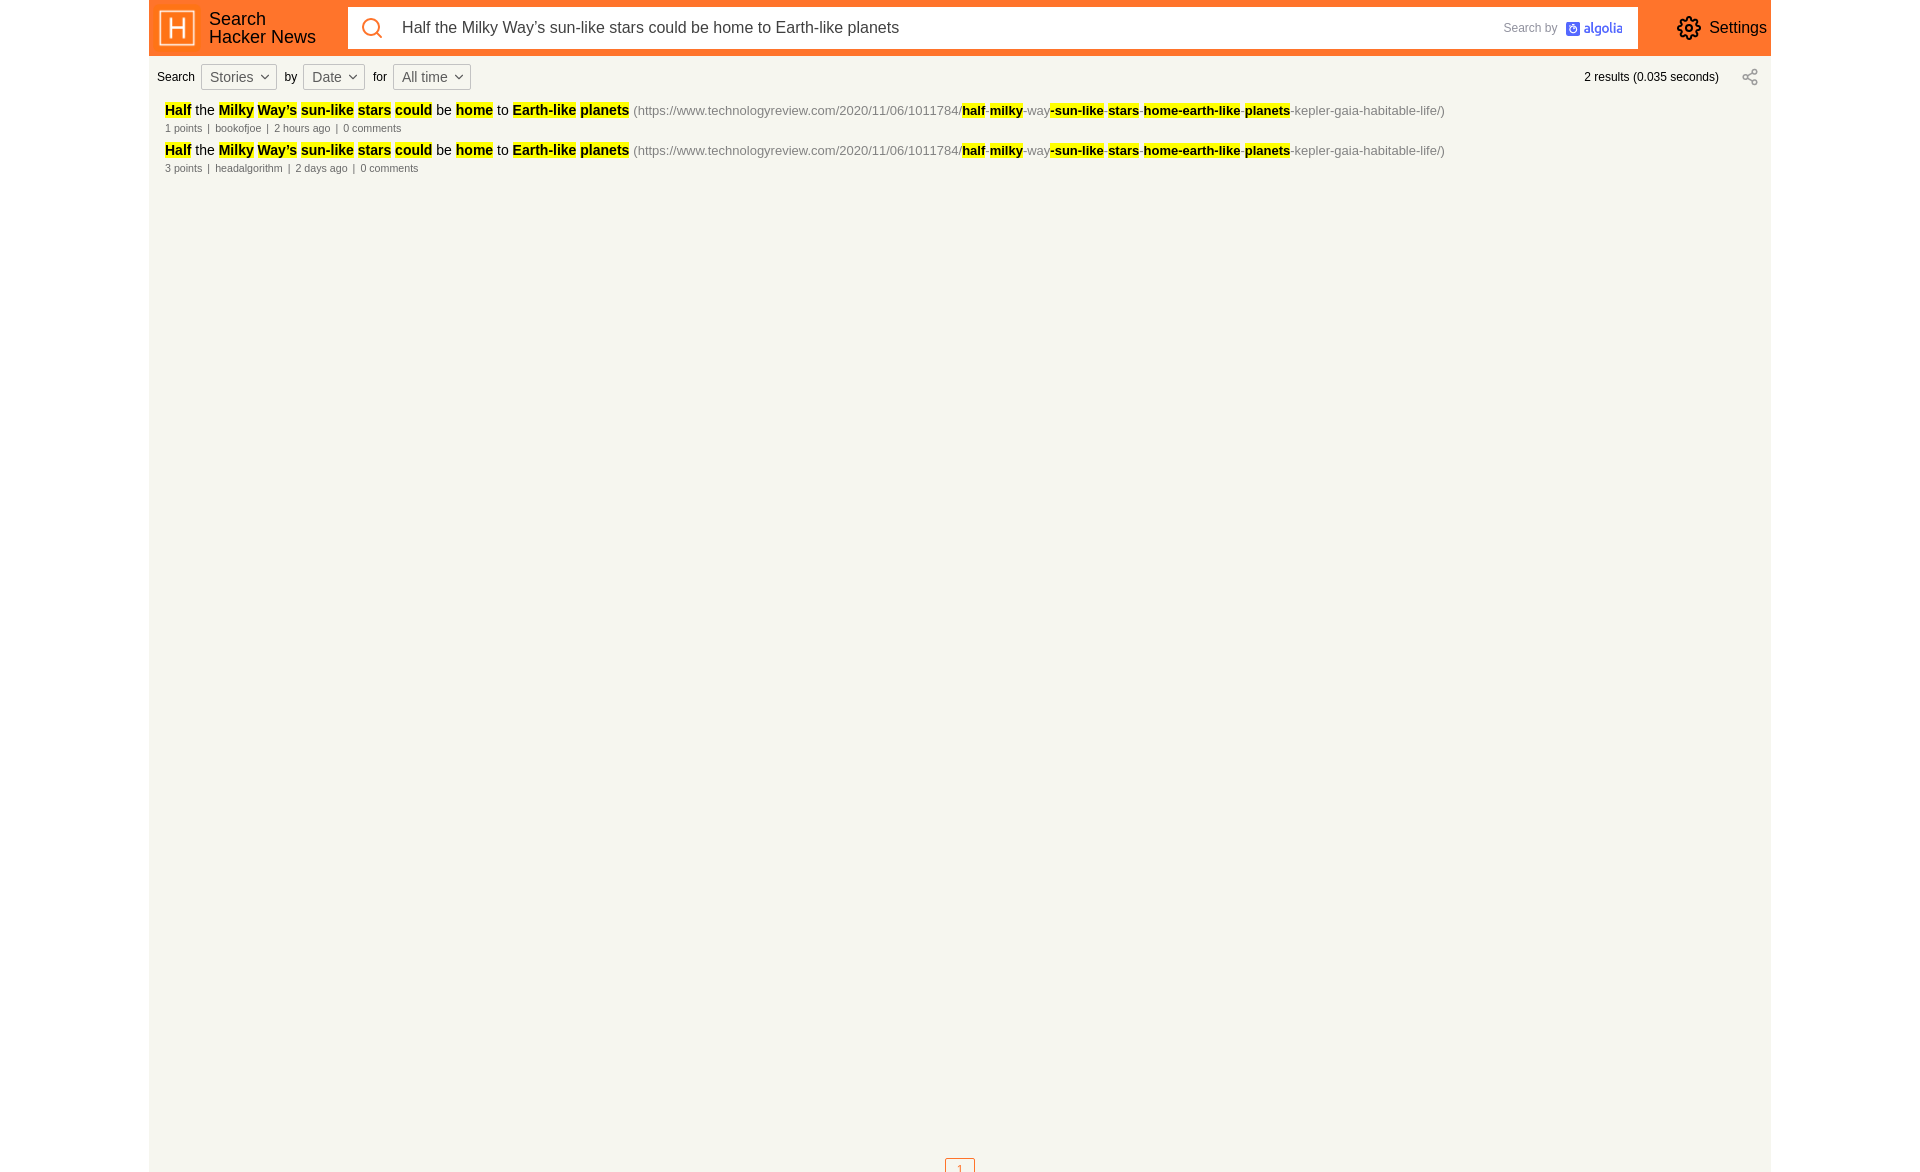 H
Search
Hacker News
Half the Milky Way’s sun-like stars could be home to Earth-like planets
Search by algolia
Settings
Search Stories by Date for All time
2 results (0.035 seconds)
Half the Milky Way’s sun-like stars could be home to Earth-like planets (https://www.technologyreview.com/2020/11/06/1011784/half-milky-way-sun-like-stars-home-earth-like-planets-kepler-gaia-habitable-life/)
1 points | bookofjoe | 2 hours ago | 0 comments
Half the Milky Way’s sun-like stars could be home to Earth-like planets (https://www.technologyreview.com/2020/11/06/1011784/half-milky-way-sun-like-stars-home-earth-like-planets-kepler-gaia-habitable-life/)
3 points | headalgorithm | 2 days ago | 0 comments
1